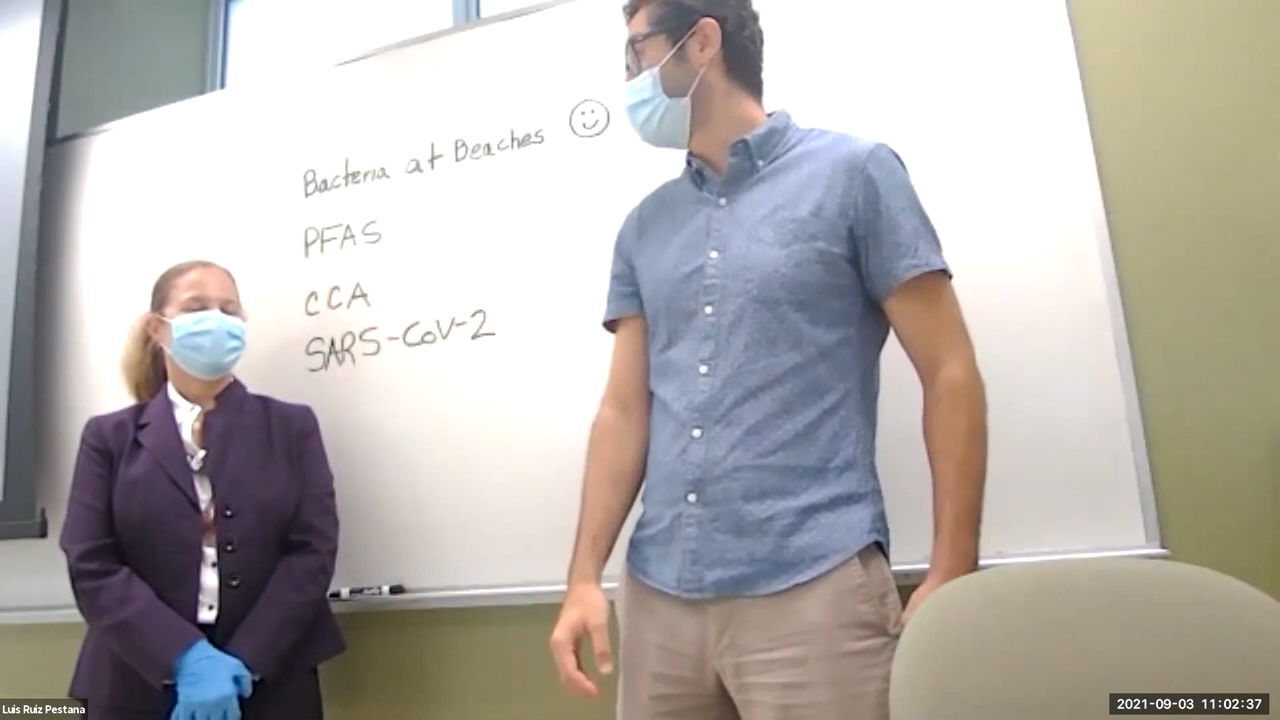 Bacteria at Beaches
PFAS
CCA
SARS-CoV-2
Luis Ruiz Pestana
2021-09-03 11:02:37